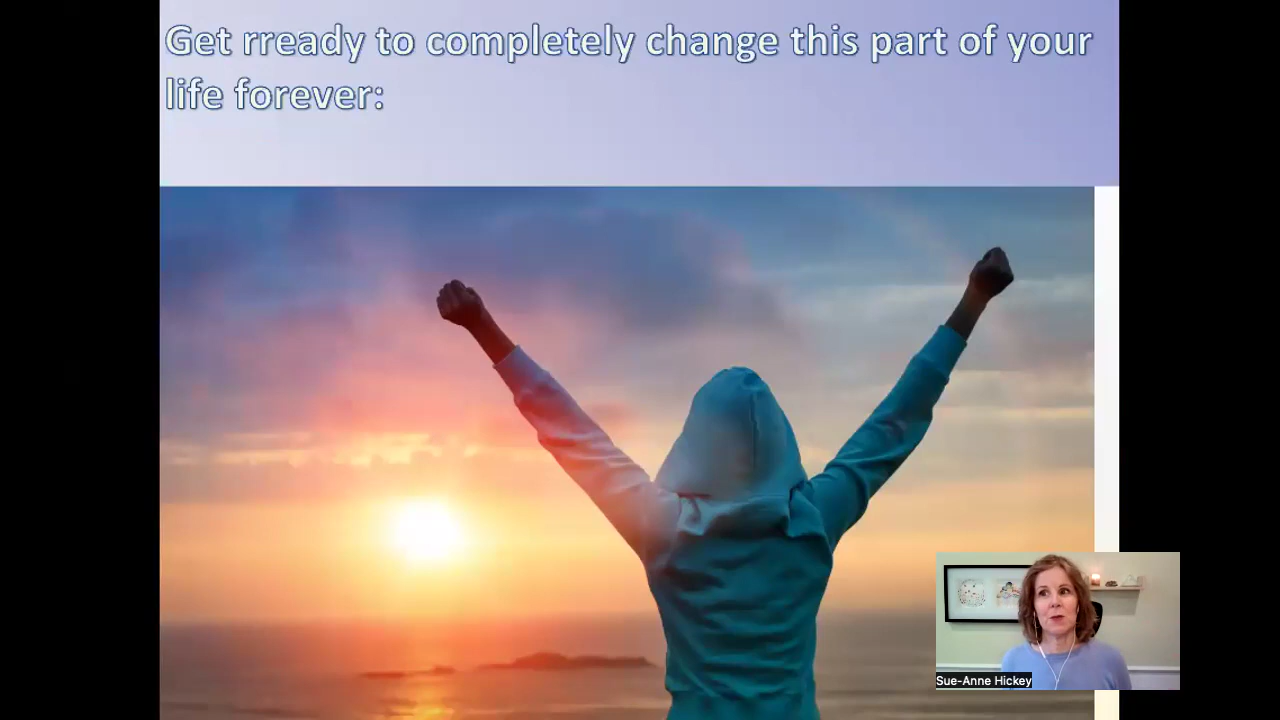 Get rready to completely change this part of your
life forever:
Sue-Anne Hickey